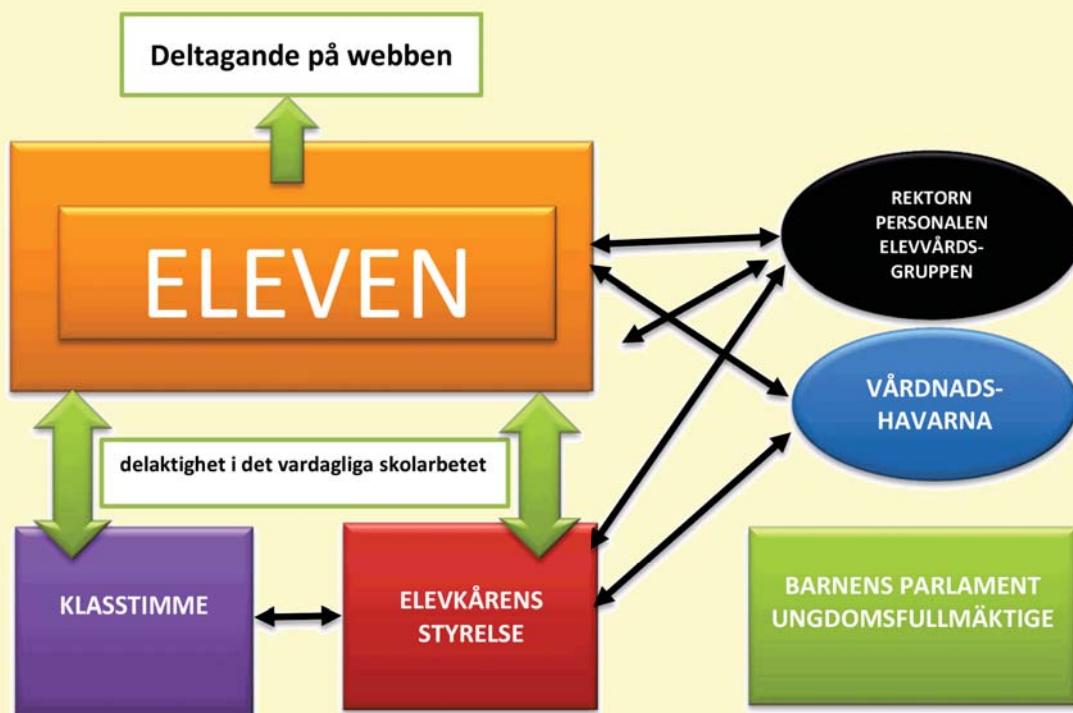 Deltagande på webben
ELEVEN
REKTORN
PERSONALEN
ELEVVÅRDS-
GRUPPEN
VÅRDNADS-
HAVARNA
delaktighet i det vardagliga skolarbetet
KLASSTIMME
ELEVKÅRENS
STYRELSE
BARNENS PARLAMENT
UNGDOMSFULLMÄKTIGE